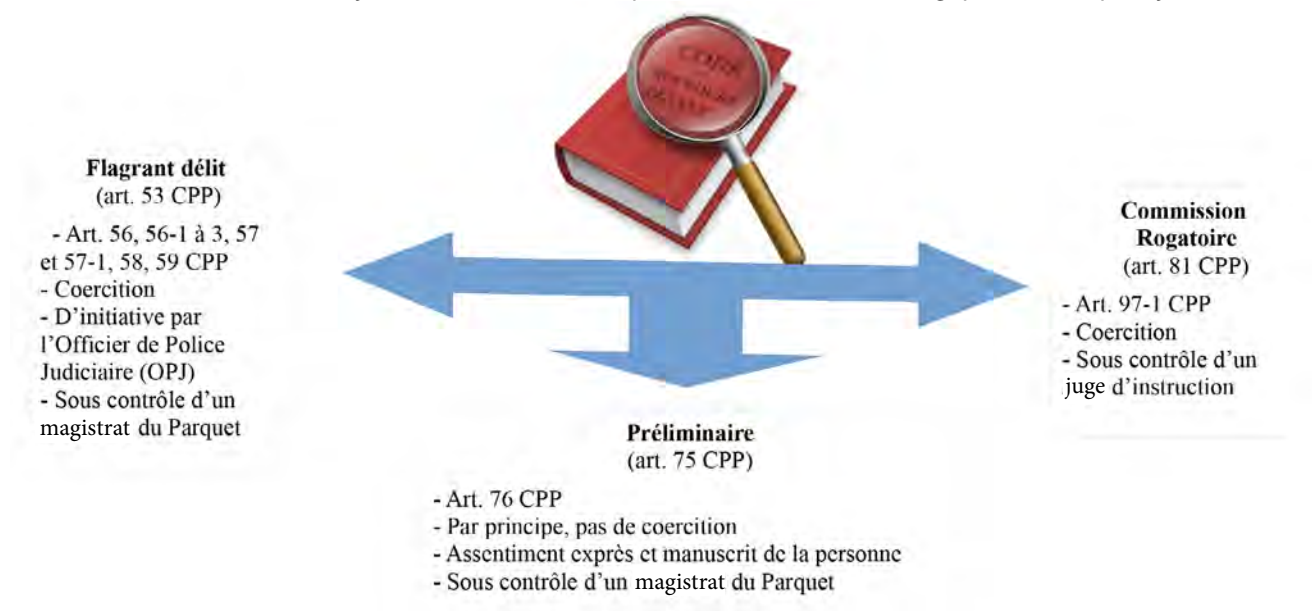 CODE
Flagrant délit
(art. 53 CPP)
- Art. 56, 56-1 à 3, 57
et 57-1, 58, 59 CPP
- Coercition
- D'initiative par
l'Officier de Police
Judiciaire (OPJ)
- Sous contrôle d'un
magistrat du Parquet
Préliminaire
(art. 75 CPP)
- Art. 76 CPP
- Par principe, pas de coercition
- Assentiment exprès et manuscrit de la personne
- Sous contrôle d'un magistrat du Parquet
Commission
Rogatoire
(art. 81 CPP)
- Art. 97-1 CPP
- Coercition
- Sous contrôle d'un
juge d'instruction